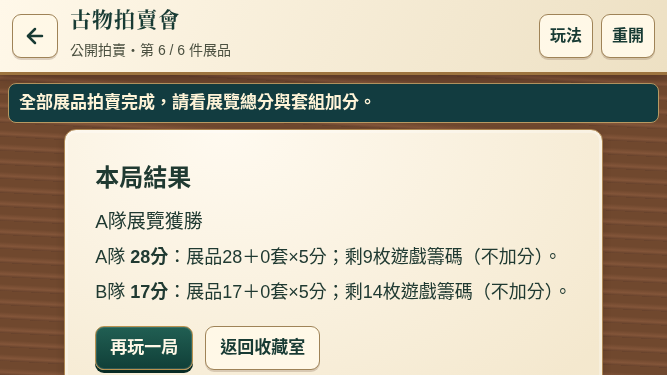 古物拍賣會
公開拍賣・第 6 / 6 件展品
玩法
重開
全部展品拍賣完成，請看展覽總分與套組加分。
本局結果
A隊展覽獲勝
A隊 28分：展品28＋0套×5分；剩9枚遊戲籌碼（不加分）。
B隊 17分：展品17＋0套×5分；剩14枚遊戲籌碼（不加分）。
再玩一局
返回收藏室